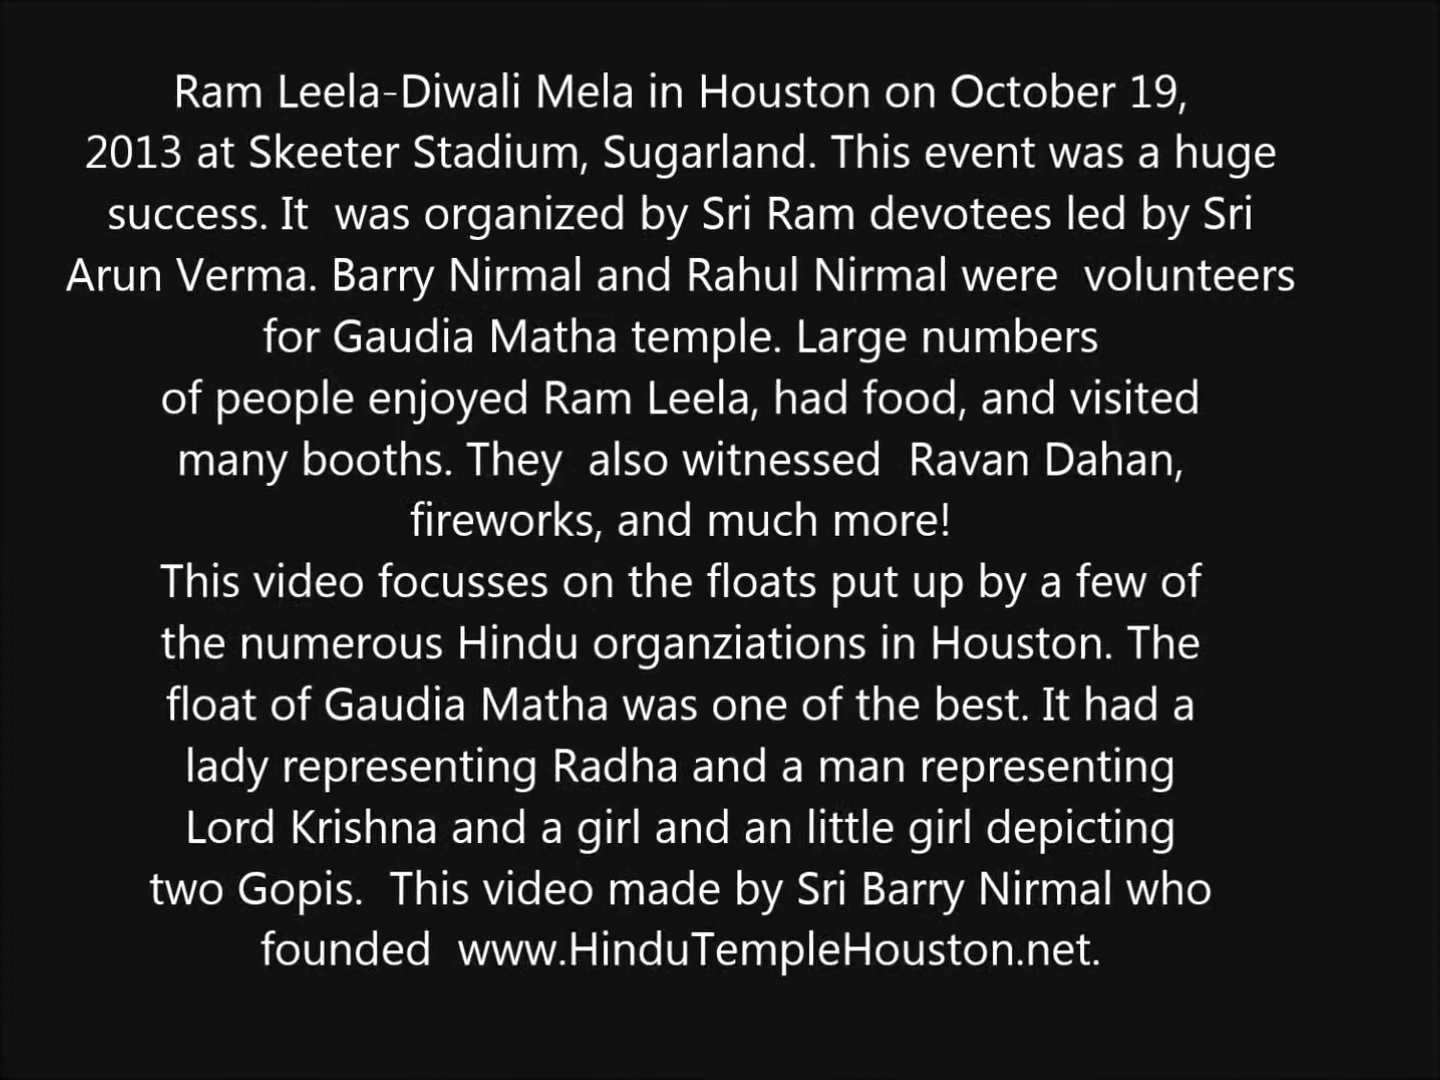 Ram Leela-Diwali Mela in Houston on October 19,
2013 at Skeeter Stadium, Sugarland. This event was a huge
success. It  was organized by Sri Ram devotees led by Sri
Arun Verma. Barry Nirmal and Rahul Nirmal were  volunteers
for Gaudia Matha temple. Large numbers
of people enjoyed Ram Leela, had food, and visited
many booths. They  also witnessed  Ravan Dahan,
fireworks, and much more!
This video focusses on the floats put up by a few of
the numerous Hindu organziations in Houston. The
float of Gaudia Matha was one of the best. It had a
lady representing Radha and a man representing
Lord Krishna and a girl and an little girl depicting
two Gopis.  This video made by Sri Barry Nirmal who
founded  www.HinduTempleHouston.net.